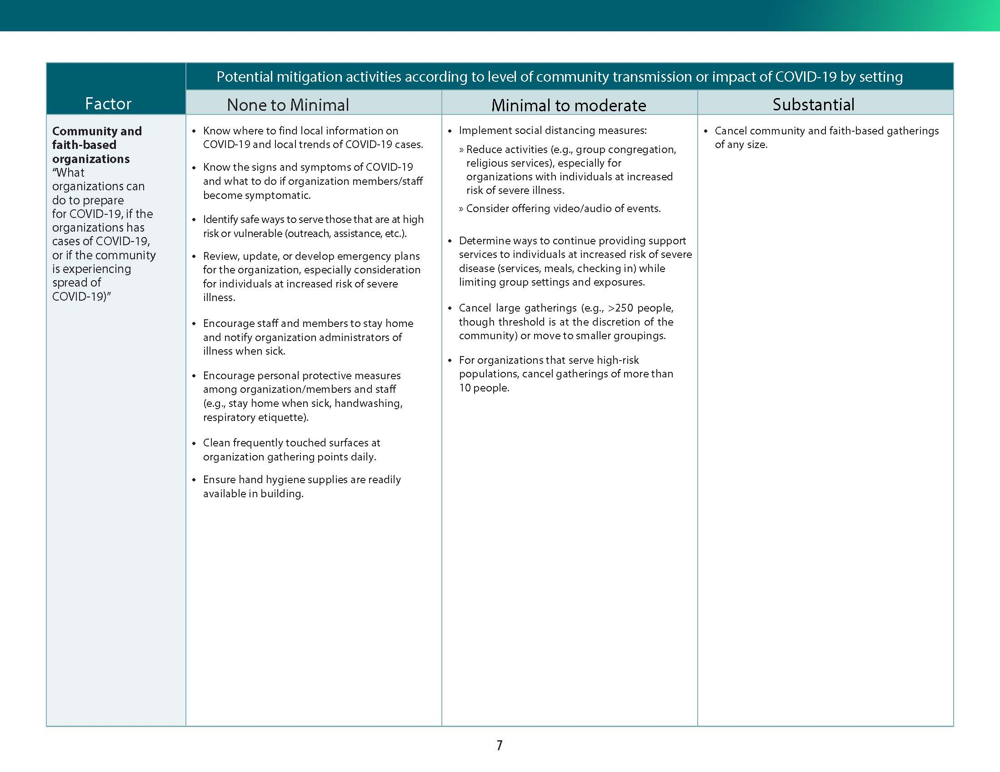 Potential mitigation activities according to level of community transmission or impact of COVID-19 by setting
Factor
None to Minimal
Minimal to moderate
Substantial
Community and
faith-based
organizations
“What
organizations can
do to prepare
for COVID-19, if the
organizations has
cases of COVID-19,
or if the community
is experiencing
spread of
COVID-19)”
• Know where to find local information on
COVID-19 and local trends of COVID-19 cases.
• Know the signs and symptoms of COVID-19
and what to do if organization members/staff
become symptomatic.
• Identify safe ways to serve those that are at high
risk or vulnerable (outreach, assistance, etc.).
• Review, update, or develop emergency plans
for the organization, especially consideration
for individuals at increased risk of severe
illness.
• Encourage staff and members to stay home
and notify organization administrators of
illness when sick.
• Encourage personal protective measures
among organization/members and staff
(e.g., stay home when sick, handwashing,
respiratory etiquette).
• Clean frequently touched surfaces at
organization gathering points daily.
• Ensure hand hygiene supplies are readily
available in building.
• Implement social distancing measures:
» Reduce activities (e.g., group congregation,
religious services), especially for
organizations with individuals at increased
risk of severe illness.
» Consider offering video/audio of events.
• Determine ways to continue providing support
services to individuals at increased risk of severe
disease (services, meals, checking in) while
limiting group settings and exposures.
• Cancel large gatherings (e.g., >250 people,
though threshold is at the discretion of the
community) or move to smaller groupings.
• For organizations that serve high-risk
populations, cancel gatherings of more than
10 people.
• Cancel community and faith-based gatherings
of any size.
7